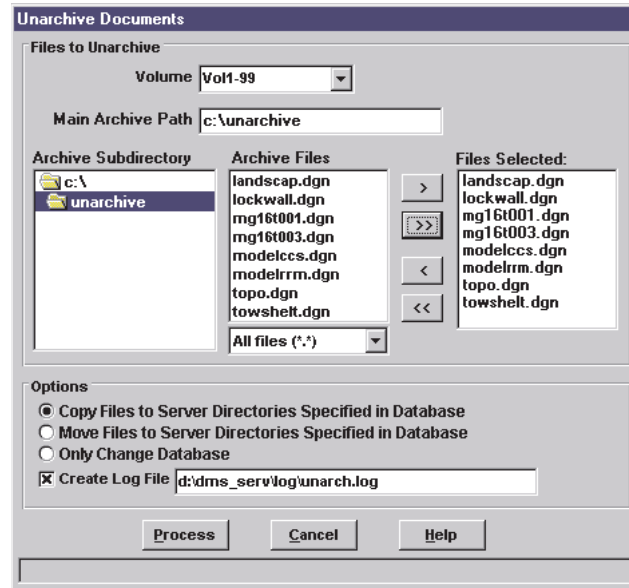 Unarchive Documents
Files to Unarchive
Volume Vol1-99
Main Archive Path c:\unarchive
Archive Subdirectory
c:\
unarchive
Archive Files
landscap.dgn
lockwall.dgn
mg16t001.dgn
mg16t003.dgn
modelccs.dgn
modelrrm.dgn
topo.dgn
towshelt.dgn
All files (*.*)
>
>>
<
<<
Files Selected:
landscap.dgn
lockwall.dgn
mg16t001.dgn
mg16t003.dgn
modelccs.dgn
modelrrm.dgn
topo.dgn
towshelt.dgn
Options
Copy Files to Server Directories Specified in Database
Move Files to Server Directories Specified in Database
Only Change Database
Create Log File d:\dms_serv\log\unarch.log
Process Cancel Help